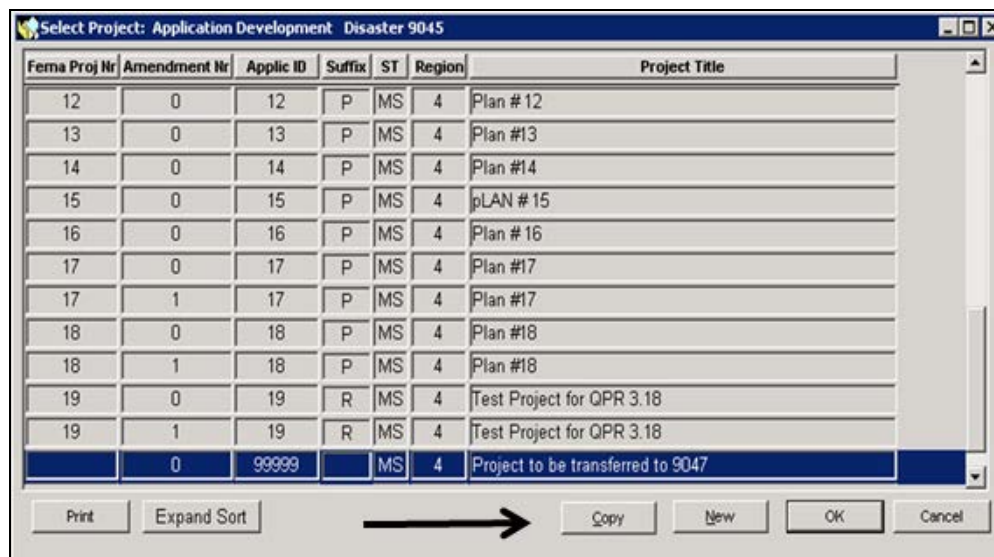 Select Project: Application Development Disaster 9045
Fema Proj Nr Amendment Nr Applic ID Suffix ST Region Project Title
12 0 12 P MS 4 Plan # 12
13 0 13 P MS 4 Plan #13
14 0 14 P MS 4 Plan #14
15 0 15 P MS 4 pLAN # 15
16 0 16 P MS 4 Plan # 16
17 0 17 P MS 4 Plan #17
17 1 17 P MS 4 Plan #17
18 0 18 P MS 4 Plan #18
18 1 18 P MS 4 Plan #18
19 0 19 R MS 4 Test Project for QPR 3.18
19 1 19 R MS 4 Test Project for QPR 3.18
0 99999 MS 4 Project to be transferred to 9047
Print Expand Sort Copy New OK Cancel